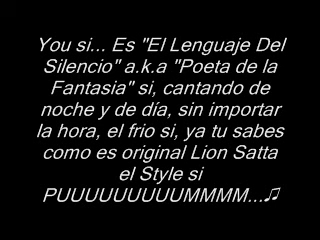 You si... Es "El Lenguaje Del
Silencio" a.k.a "Poeta de la
Fantasia" si, cantando de
noche y de día, sin importar
la hora, el frio si, ya tu sabes
como es original Lion Satta
el Style si
PUUUUUUUUUMMMM...♫